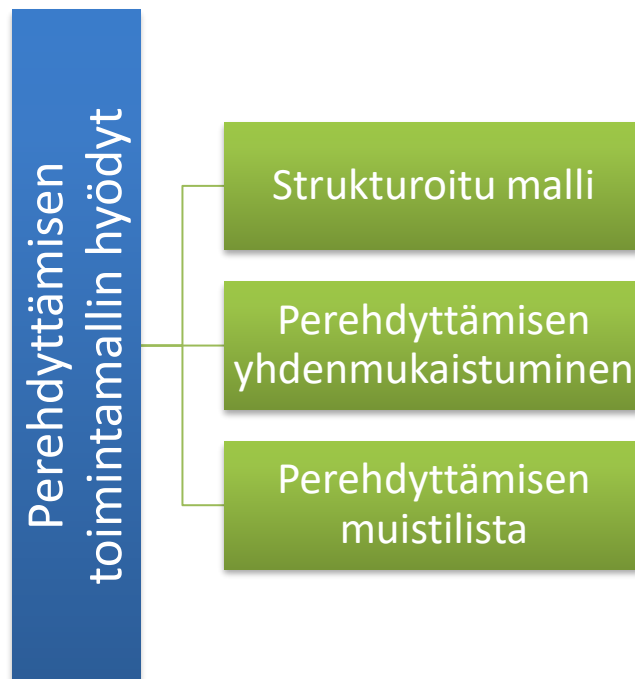 Perehdyttämisen
toimintamallin hyödyt
Strukturoitu malli
Perehdyttämisen
yhdenmukaistuminen
Perehdyttämisen
muistilista